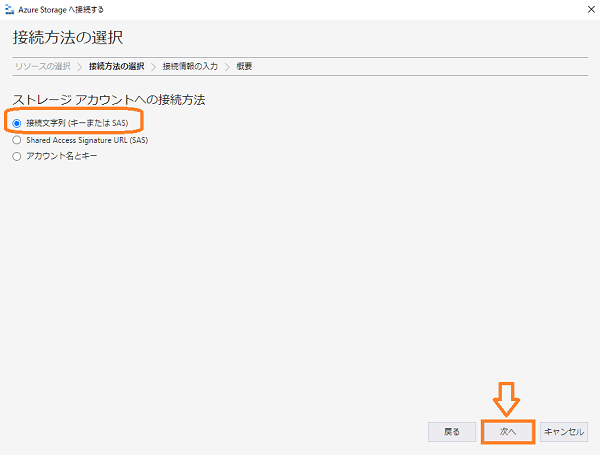 Azure Storage へ接続する
接続方法の選択
リソースの選択 > 接続方法の選択 > 接続情報の入力 > 概要
ストレージ アカウントへの接続方法
接続文字列 (キーまたは SAS)
Shared Access Signature URL (SAS)
アカウント名とキー
戻る 次へ キャンセル